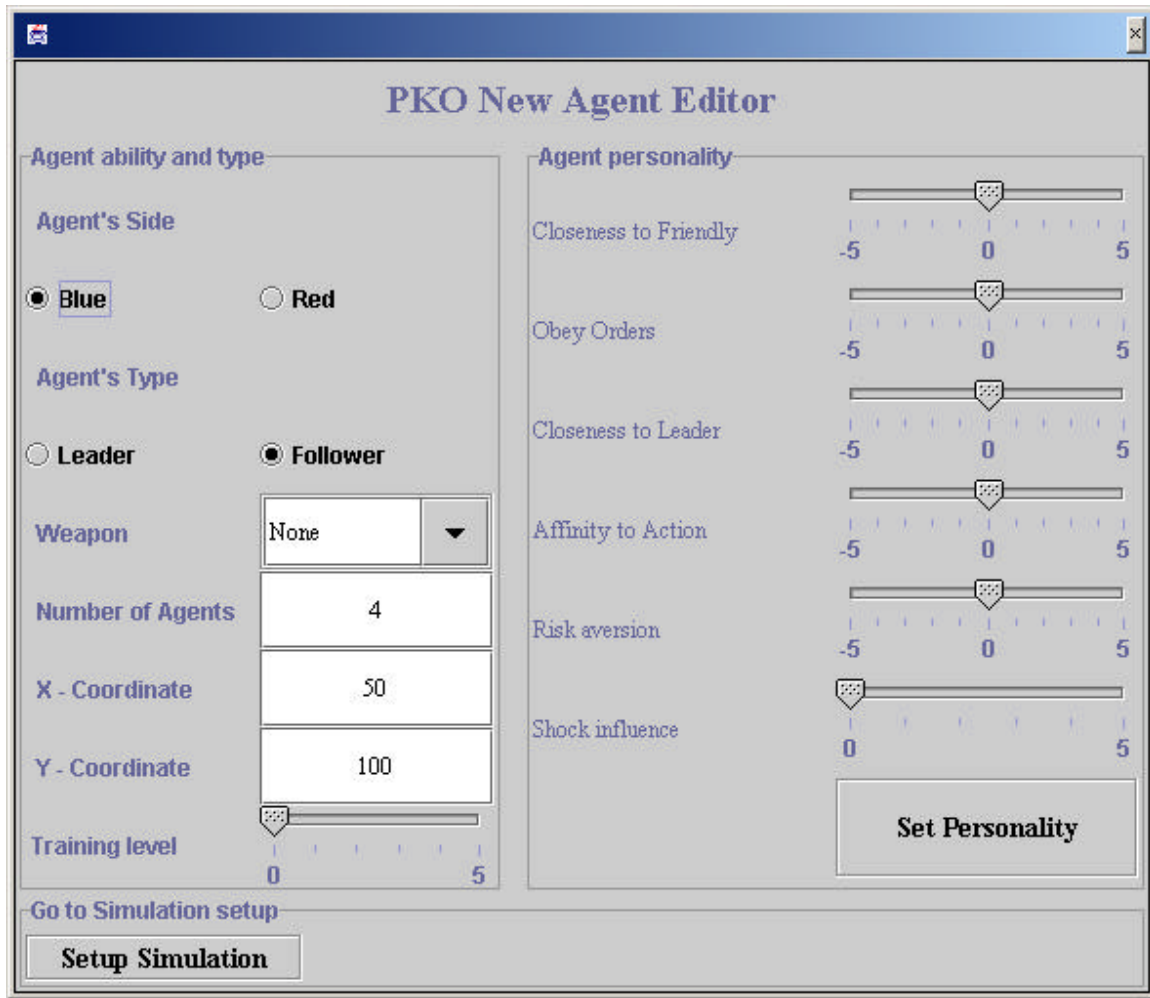 PKO New Agent Editor
Agent ability and type
Agent's Side
Blue Red
Agent's Type
Leader Follower
Weapon None
Number of Agents 4
X - Coordinate 50
Y - Coordinate 100
Training level
0 5
Agent personality
Closeness to Friendly
-5 0 5
Obey Orders
-5 0 5
Closeness to Leader
-5 0 5
Affinity to Action
-5 0 5
Risk aversion
-5 0 5
Shock influence
0 5
Set Personality
Go to Simulation setup
Setup Simulation